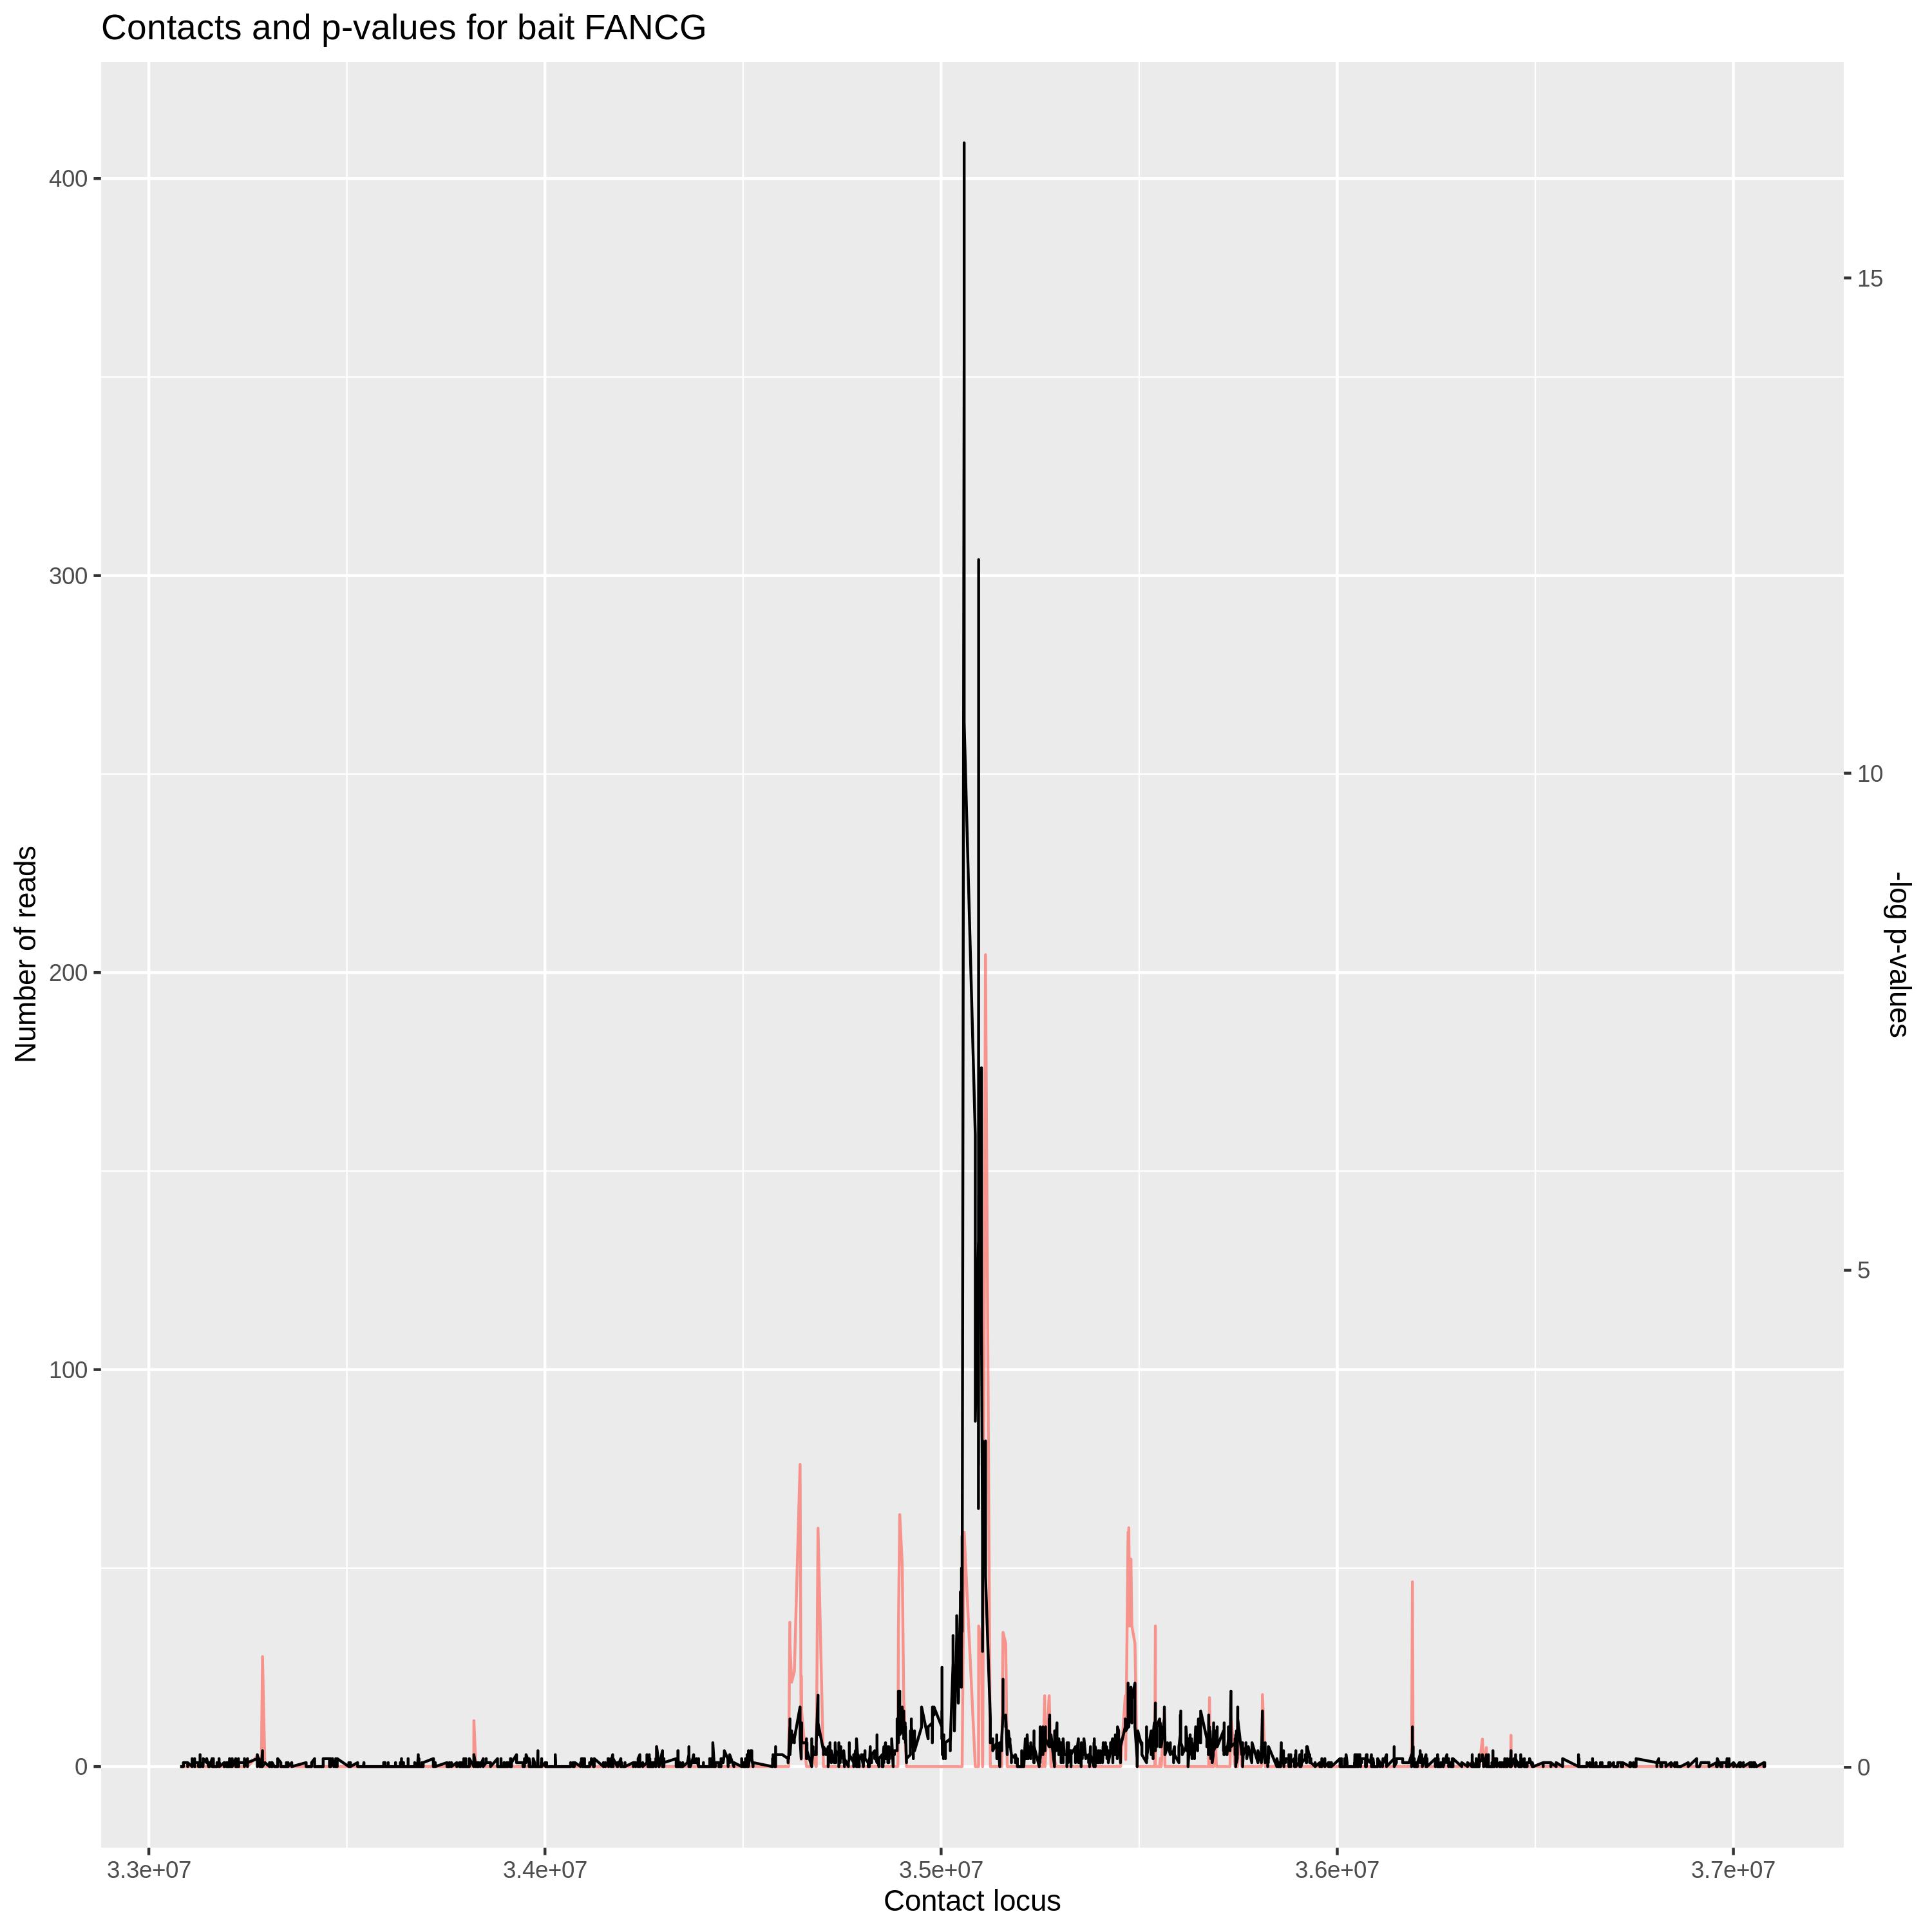 Contacts and p-values for bait FANCG
400
300
200
100
0
Number of reads
15
10
5
0
-log p-values
3.3e+07
3.4e+07
3.5e+07
3.6e+07
3.7e+07
Contact locus